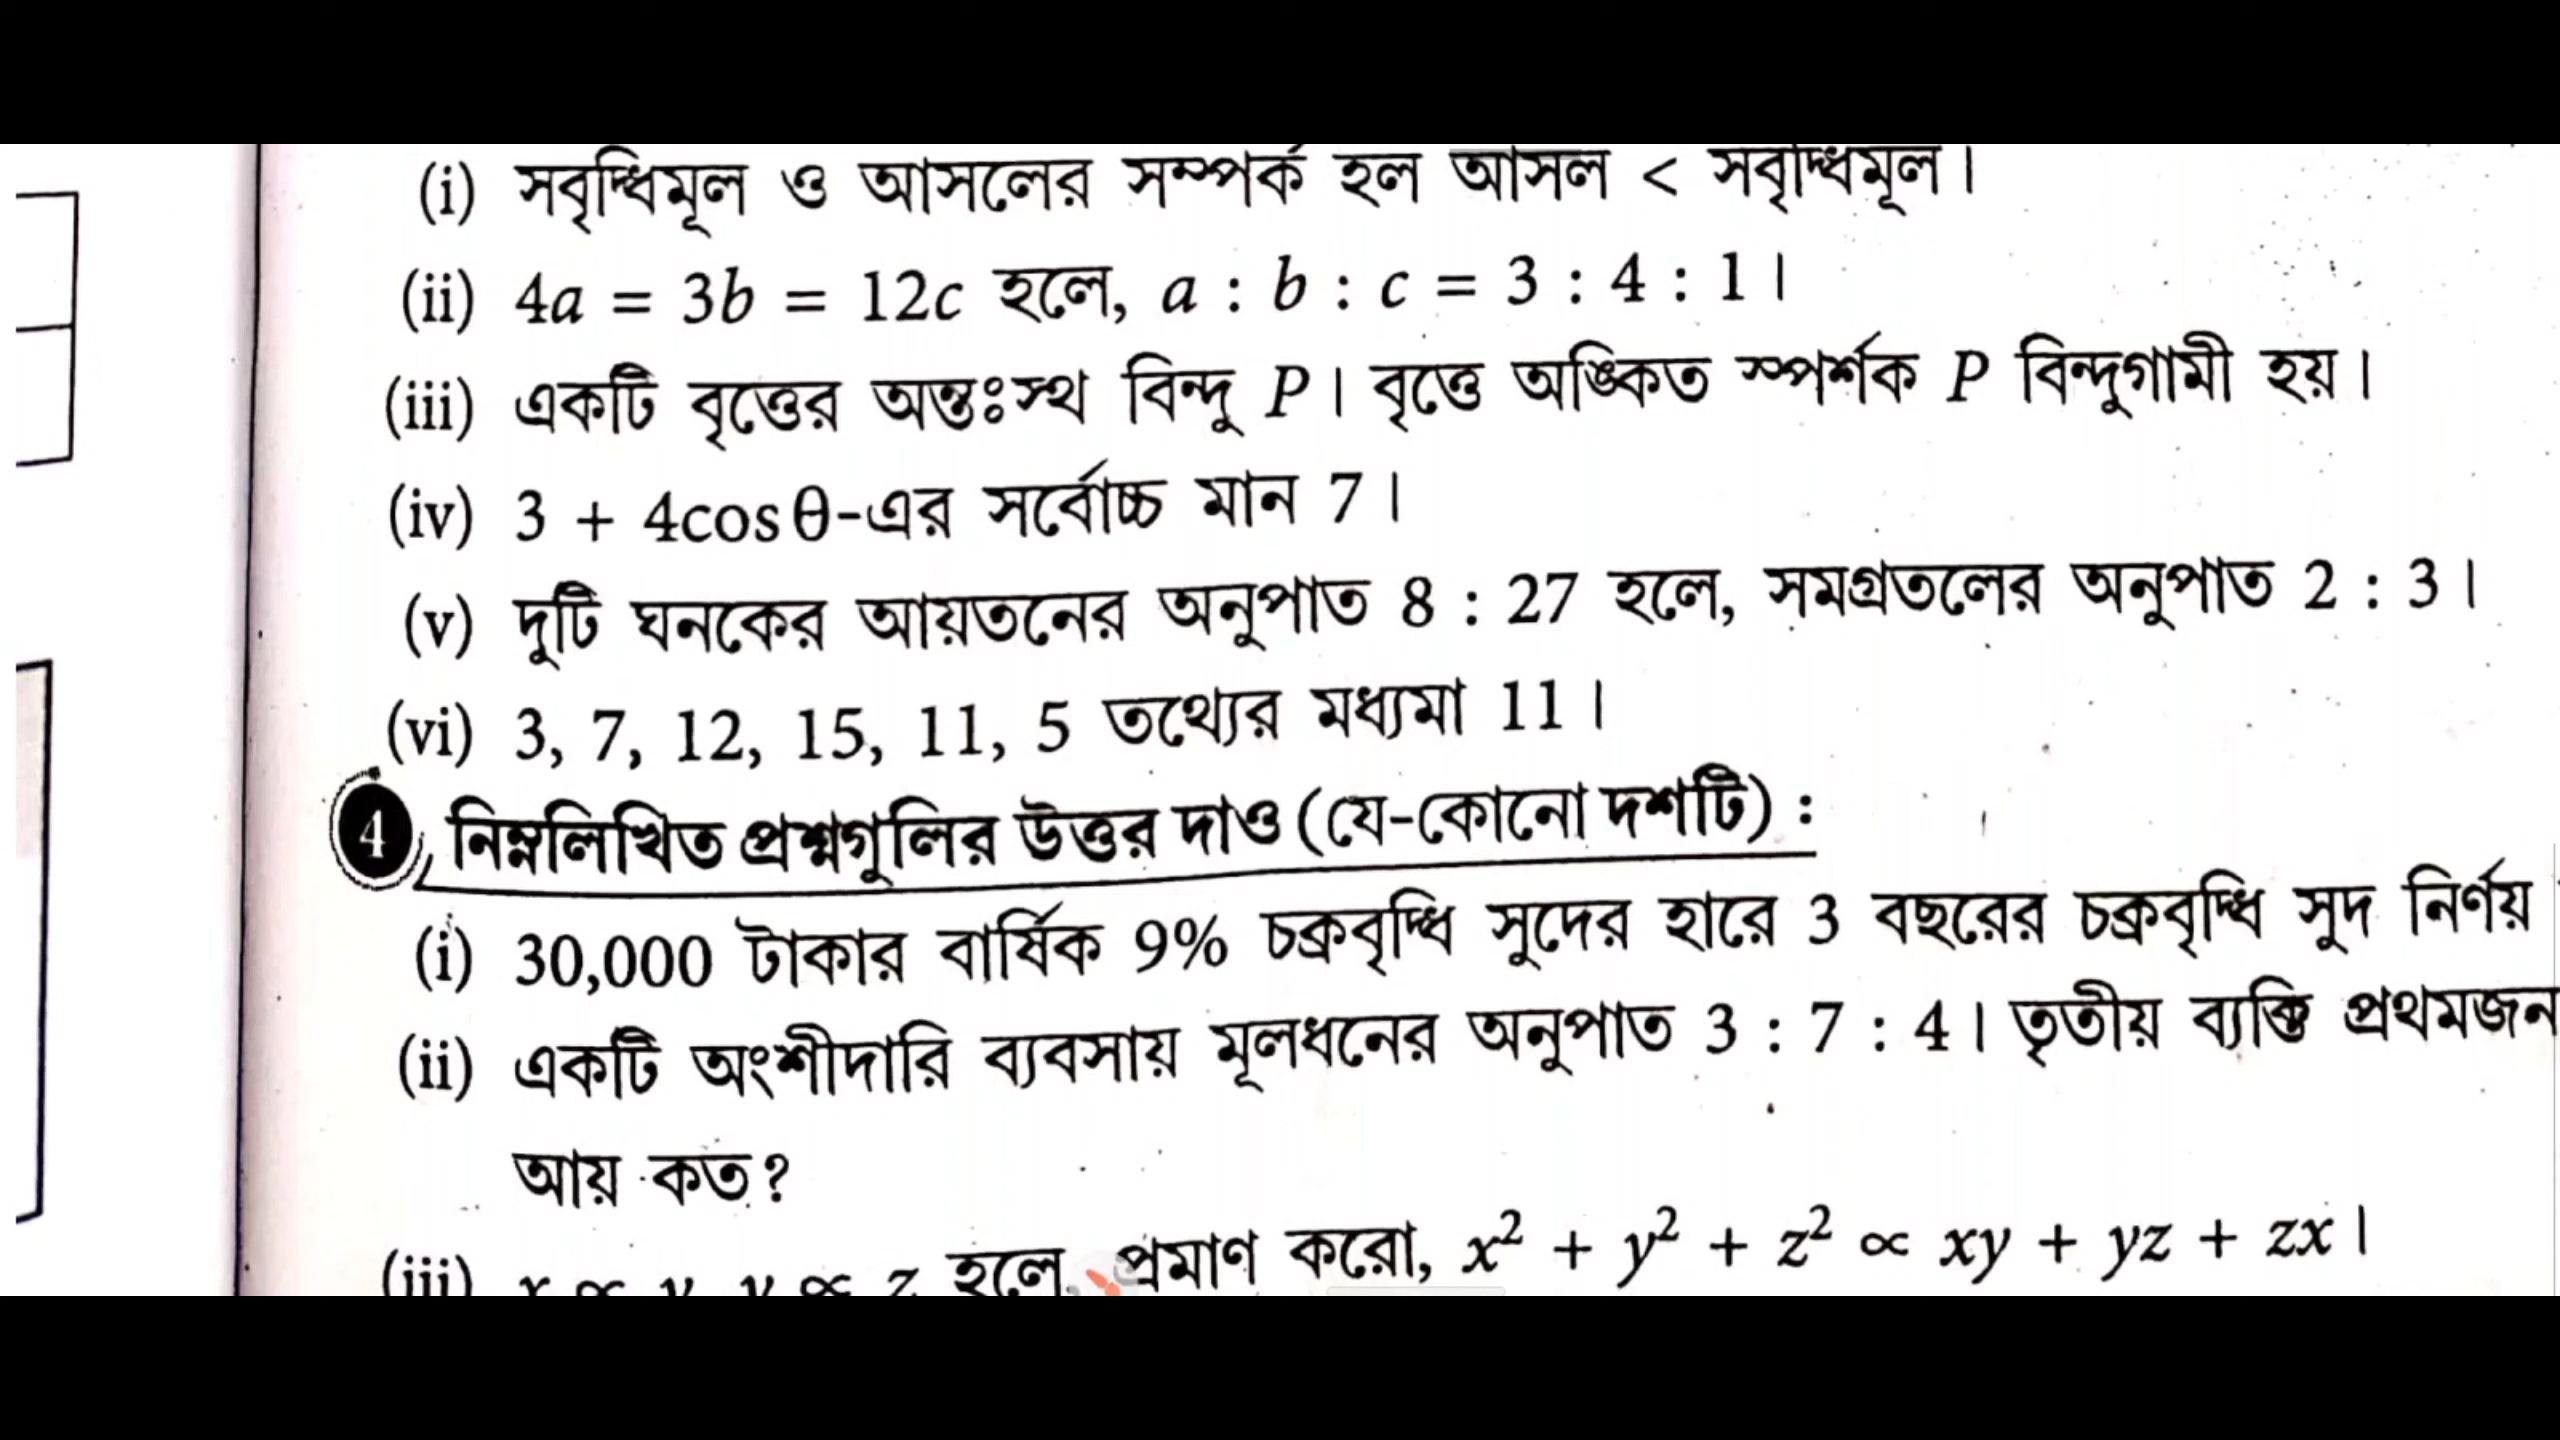 (i) সবৃদ্ধিমূল ও আসলের সম্পর্ক হল আসল < সবৃদ্ধিমূল।
(ii) 4a = 3b = 12c হলে, a : b : c = 3 : 4 : 1।
(iii) একটি বৃত্তের অন্তঃস্থ বিন্দু P। বৃত্তে অঙ্কিত স্পর্শক P বিন্দুগামী হয়।
(iv) 3 + 4cosθ-এর সর্বোচ্চ মান 7।
(v) দুটি ঘনকের আয়তনের অনুপাত 8 : 27 হলে, সমগ্রতলের অনুপাত 2 : 3।
(vi) 3, 7, 12, 15, 11, 5 তথ্যের মধ্যমা 11।
4 নিম্নলিখিত প্রশ্নগুলির উত্তর দাও (যে-কোনো দশটি) :
(i) 30,000 টাকার বার্ষিক 9% চক্রবৃদ্ধি সুদের হারে 3 বছরের চক্রবৃদ্ধি সুদ নির্ণয়
(ii) একটি অংশীদারি ব্যবসায় মূলধনের অনুপাত 3 : 7 : 4। তৃতীয় ব্যক্তি প্রথমজন
আয় কত?
(iii) x ∝ y, y ∝ z হলে, প্রমাণ করো, x² + y² + z² ∝ xy + yz + zx।